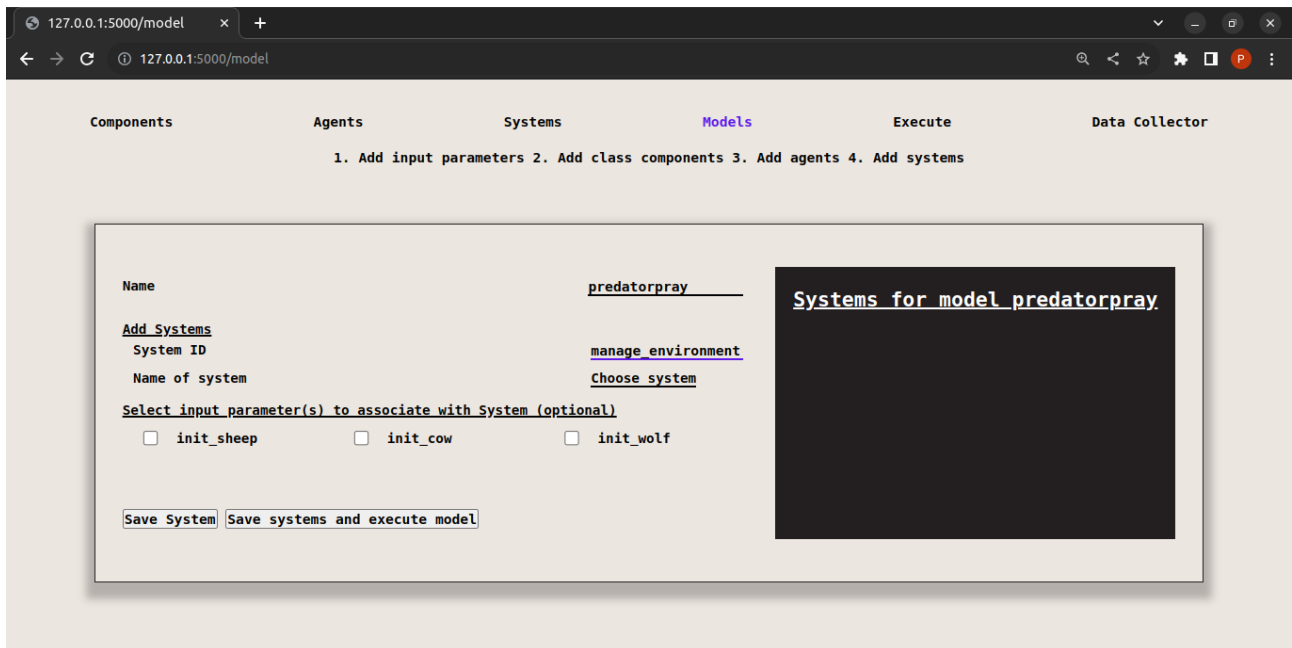 127.0.0.1:5000/model
127.0.0.1:5000/model
P
Components Agents Systems Models Execute Data Collector
1. Add input parameters 2. Add class components 3. Add agents 4. Add systems
Name predatorpray
Add Systems
System ID manage_environment
Name of system Choose system
Select input parameter(s) to associate with System (optional)
init_sheep init_cow init_wolf
Save System Save systems and execute model
Systems for model predatorpray